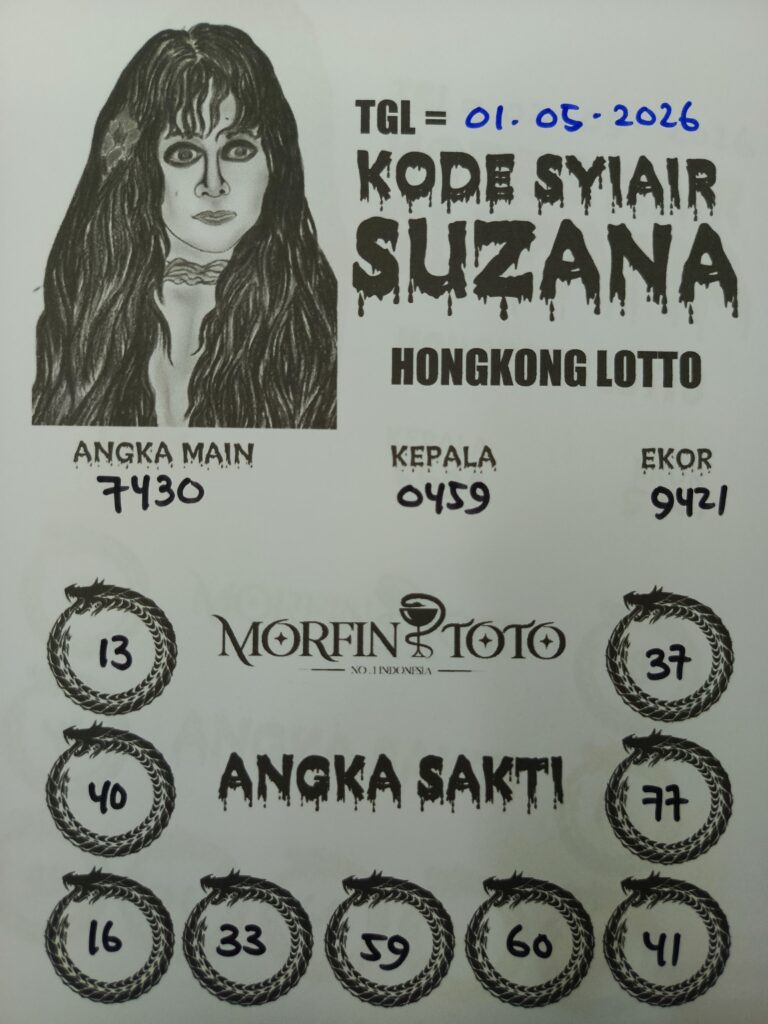 TGL = 01.05.2026
KODE SYIAIR
SUZANA
HONGKONG LOTTO
ANGKA MAIN KEPALA EKOR
7430 0459 9421
13 MORFIN TOTO 37
NO.1 INDONESIA
40 ANGKA SAKTI 77
16 33 59 60 41